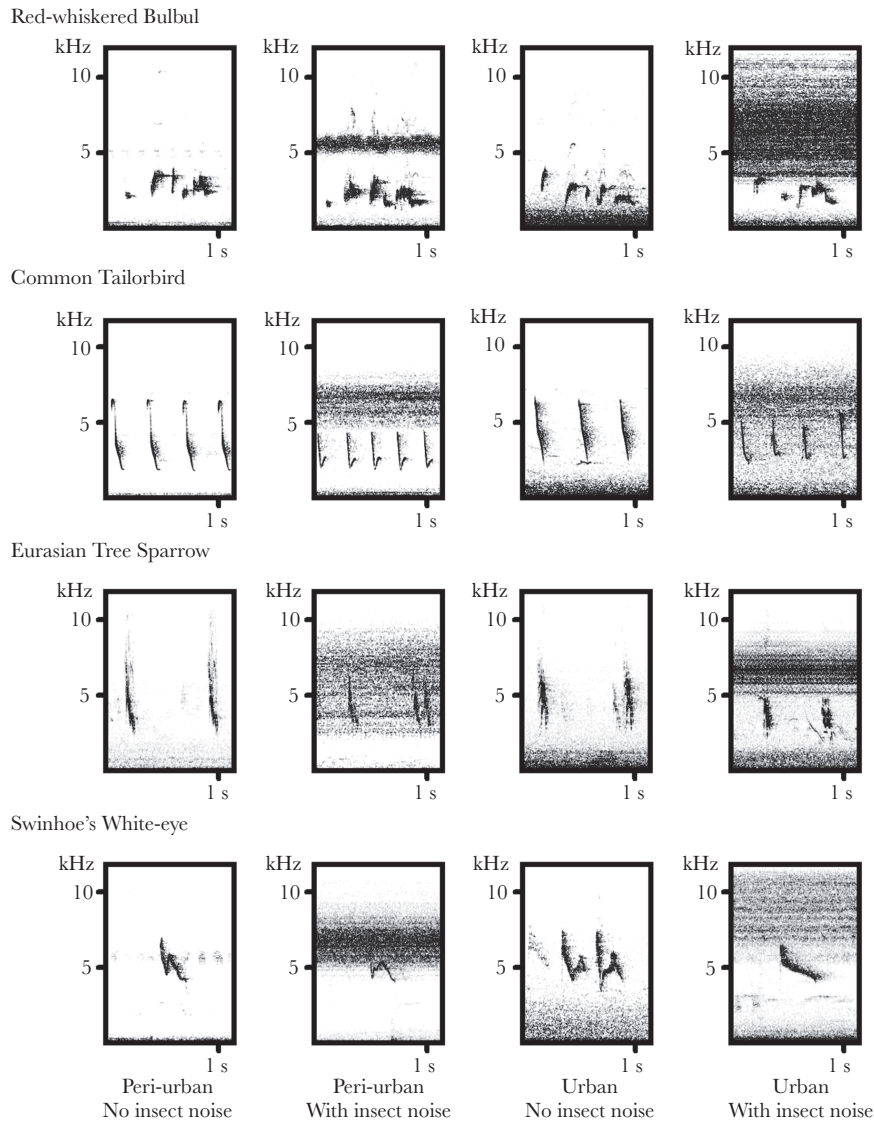 Red-whiskered Bulbul
kHz kHz kHz kHz
10 10 10 10
5 5 5 5
1 s 1 s 1 s 1 s
Common Tailorbird
kHz kHz kHz kHz
10 10 10 10
5 5 5 5
1 s 1 s 1 s 1 s
Eurasian Tree Sparrow
kHz kHz kHz kHz
10 10 10 10
5 5 5 5
1 s 1 s 1 s 1 s
Swinhoe's White-eye
kHz kHz kHz kHz
10 10 10 10
5 5 5 5
1 s 1 s 1 s 1 s
Peri-urban Peri-urban Urban Urban
No insect noise With insect noise No insect noise With insect noise